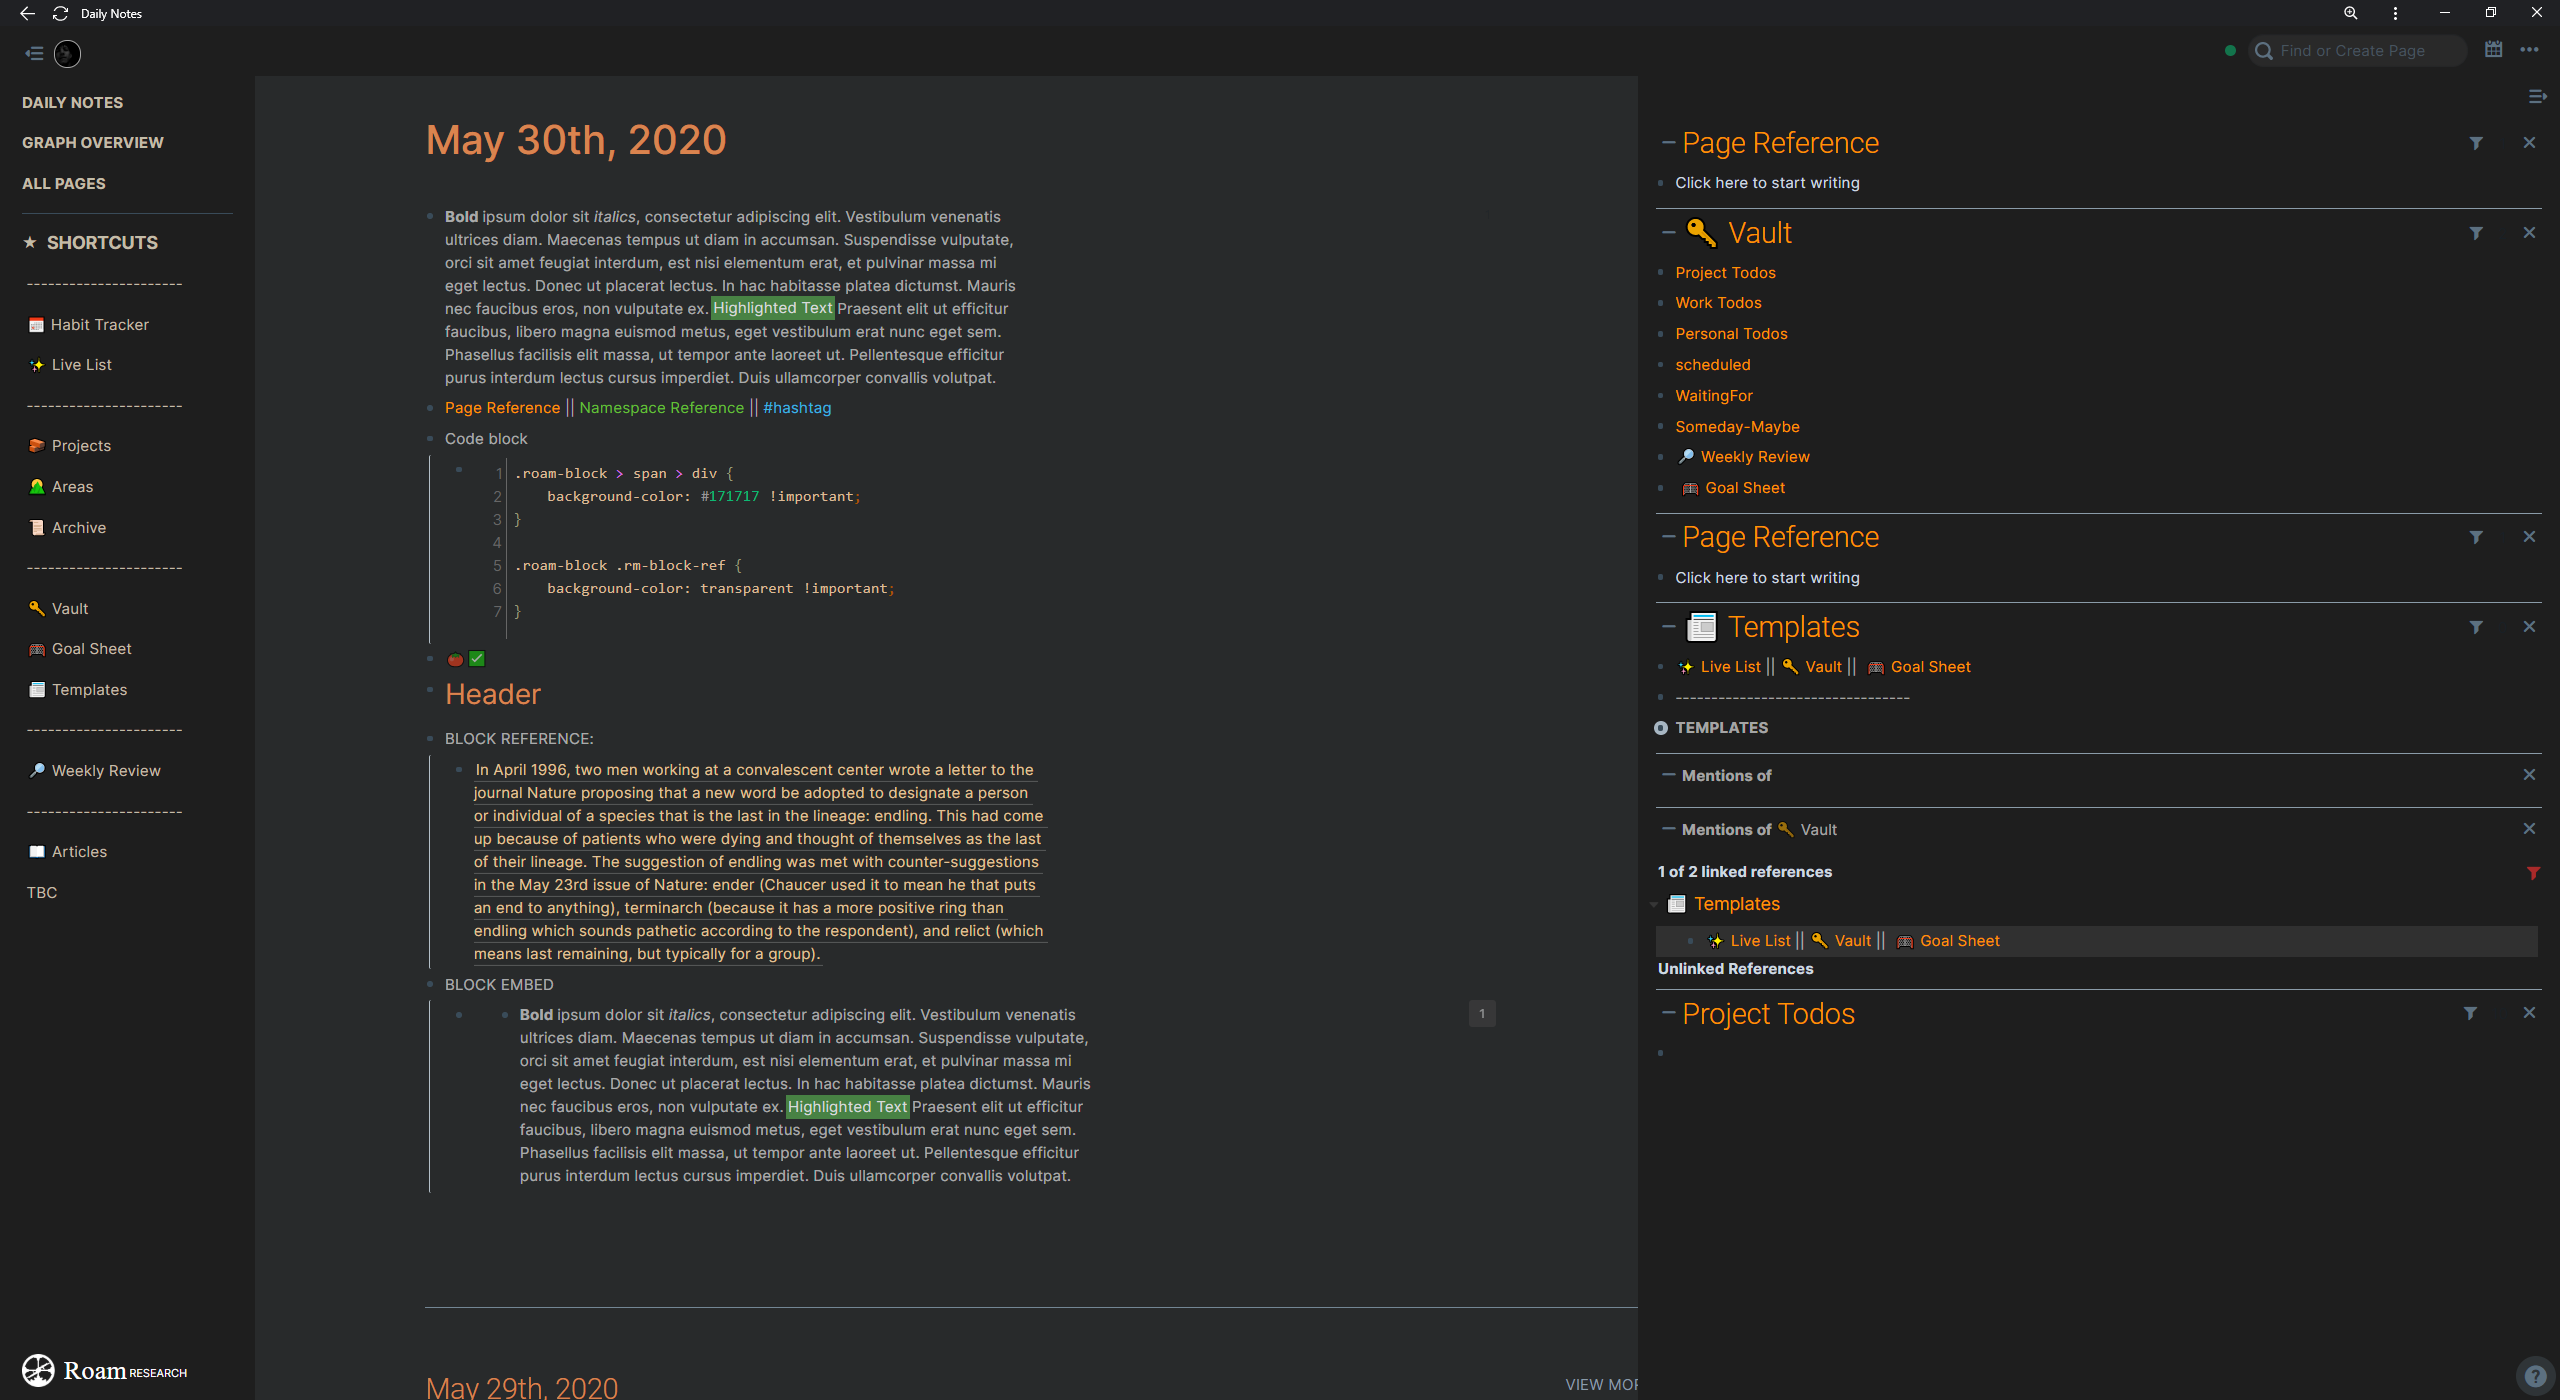 Daily Notes
Find or Create Page
DAILY NOTES
GRAPH OVERVIEW
ALL PAGES
★ SHORTCUTS
----------------------
Habit Tracker
Live List
----------------------
Projects
Areas
Archive
----------------------
Vault
Goal Sheet
Templates
----------------------
Weekly Review
----------------------
Articles
TBC
Roam RESEARCH
May 30th, 2020
Bold ipsum dolor sit italics, consectetur adipiscing elit. Vestibulum venenatis
ultrices diam. Maecenas tempus ut diam in accumsan. Suspendisse vulputate,
orci sit amet feugiat interdum, est nisi elementum erat, et pulvinar massa mi
eget lectus. Donec ut placerat lectus. In hac habitasse platea dictumst. Mauris
nec faucibus eros, non vulputate ex. Highlighted Text Praesent elit ut efficitur
faucibus, libero magna euismod metus, eget vestibulum erat nunc eget sem.
Phasellus facilisis elit massa, ut tempor ante laoreet ut. Pellentesque efficitur
purus interdum lectus cursus imperdiet. Duis ullamcorper convallis volutpat.
Page Reference || Namespace Reference || #hashtag
Code block
1 .roam-block > span > div {
2 background-color: #171717 !important;
3 }
4
5 .roam-block .rm-block-ref {
6 background-color: transparent !important;
7 }
🍅✅
Header
BLOCK REFERENCE:
In April 1996, two men working at a convalescent center wrote a letter to the
journal Nature proposing that a new word be adopted to designate a person
or individual of a species that is the last in the lineage: endling. This had come
up because of patients who were dying and thought of themselves as the last
of their lineage. The suggestion of endling was met with counter-suggestions
in the May 23rd issue of Nature: ender (Chaucer used it to mean he that puts
an end to anything), terminarch (because it has a more positive ring than
endling which sounds pathetic according to the respondent), and relict (which
means last remaining, but typically for a group).
BLOCK EMBED
Bold ipsum dolor sit italics, consectetur adipiscing elit. Vestibulum venenatis
1
ultrices diam. Maecenas tempus ut diam in accumsan. Suspendisse vulputate,
orci sit amet feugiat interdum, est nisi elementum erat, et pulvinar massa mi
eget lectus. Donec ut placerat lectus. In hac habitasse platea dictumst. Mauris
nec faucibus eros, non vulputate ex. Highlighted Text Praesent elit ut efficitur
faucibus, libero magna euismod metus, eget vestibulum erat nunc eget sem.
Phasellus facilisis elit massa, ut tempor ante laoreet ut. Pellentesque efficitur
purus interdum lectus cursus imperdiet. Duis ullamcorper convallis volutpat.
May 29th, 2020
VIEW MOR
Page Reference
Click here to start writing
Vault
Project Todos
Work Todos
Personal Todos
scheduled
WaitingFor
Someday-Maybe
Weekly Review
Goal Sheet
Page Reference
Click here to start writing
Templates
Live List || Vault || Goal Sheet
---------------------------------
TEMPLATES
Mentions of
Mentions of Vault
1 of 2 linked references
Templates
Live List || Vault || Goal Sheet
Unlinked References
Project Todos
?